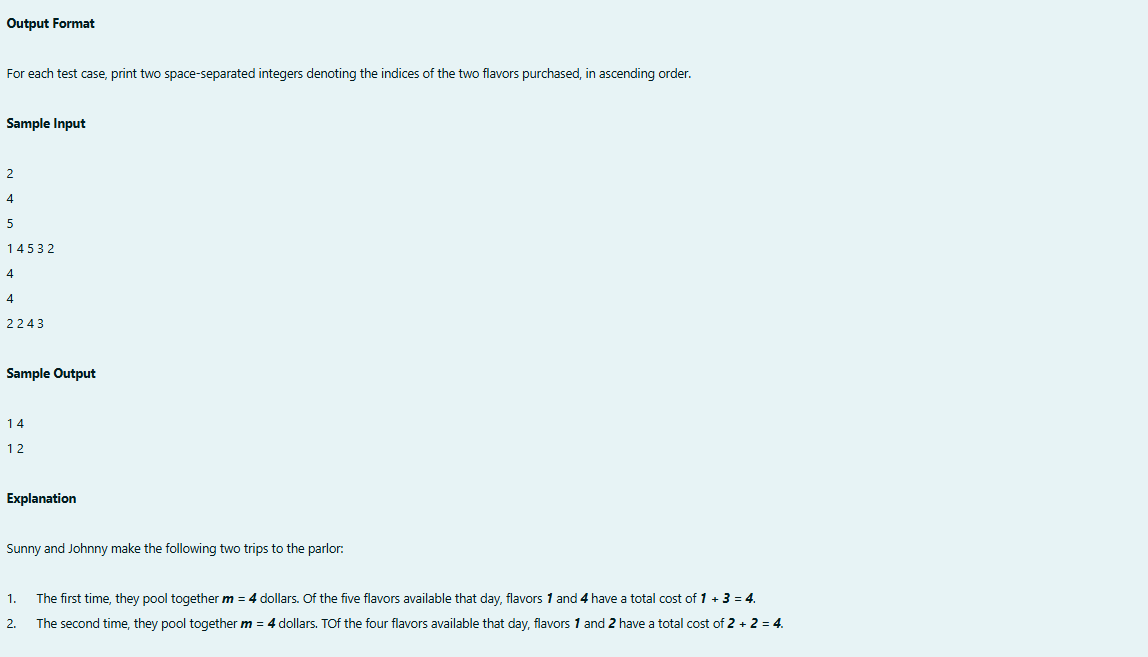 Output Format
For each test case, print two space-separated integers denoting the indices of the two flavors purchased, in ascending order.
Sample Input
2
4
5
1 4 5 3 2
4
4
2 2 4 3
Sample Output
1 4
1 2
Explanation
Sunny and Johnny make the following two trips to the parlor:
1. The first time, they pool together m = 4 dollars. Of the five flavors available that day, flavors 1 and 4 have a total cost of 1 + 3 = 4.
2. The second time, they pool together m = 4 dollars. TOf the four flavors available that day, flavors 1 and 2 have a total cost of 2 + 2 = 4.